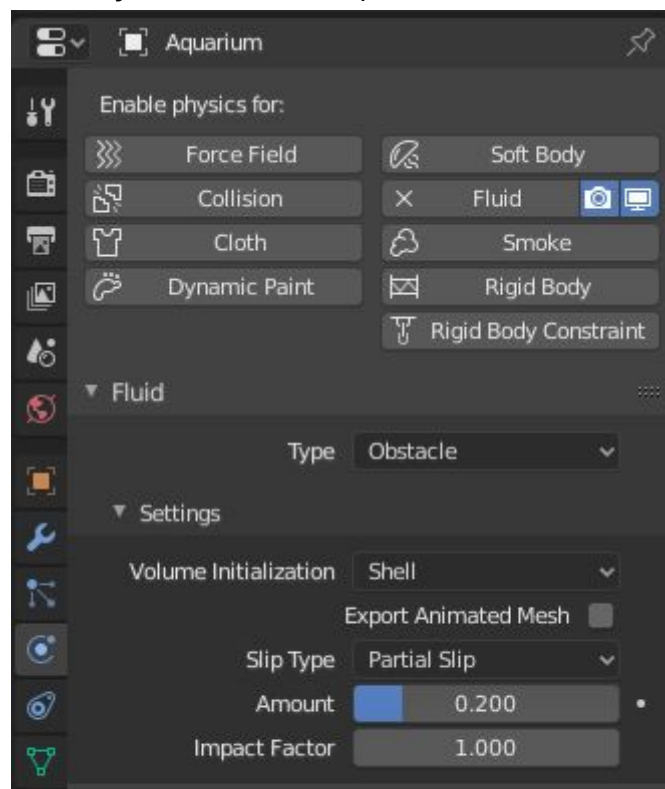 Aquarium
Enable physics for:
Force Field
Soft Body
Collision
Fluid
Cloth
Smoke
Dynamic Paint
Rigid Body
Rigid Body Constraint
Fluid
Type Obstacle
Settings
Volume Initialization Shell
Export Animated Mesh
Slip Type Partial Slip
Amount 0.200
Impact Factor 1.000